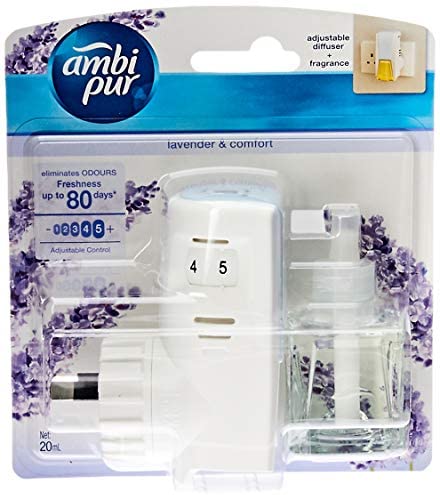 ambi
pur
adjustable
diffuser
+
fragrance
lavender & comfort
eliminates ODOURS
Freshness
up to 80 days*
- 1 2 3 4 5 +
Adjustable Control
4 5
Net
20mL